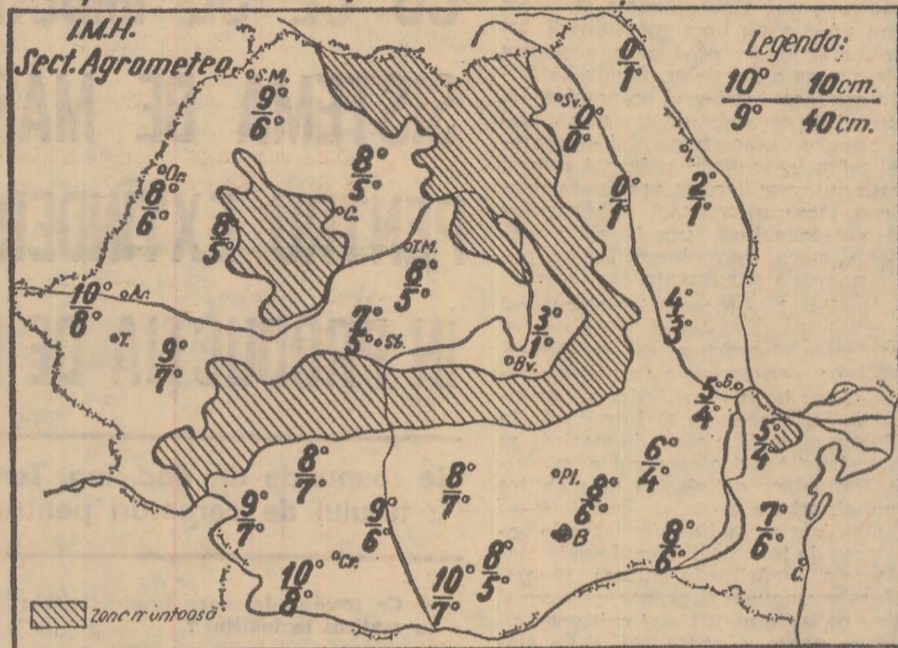 I.M.H.
Sect. Agrometeo
Legenda:
10° 10 cm.
9° 40 cm.
S.M.
9°
6°
0
1°
Sv.
0°
0°
Or.
8°
6°
8°
5°
8°
5°
C.
0°
1°
I.
2°
1°
T.M.
8°
5°
10°
8°
Ar.
T.
9°
7°
7°
5°
Sb.
3°
1°
Bv.
4°
3°
5°
4°
G.
5°
4°
8°
7°
8°
7°
Pl.
6°
4°
8°
6°
B
9°
7°
9°
6°
8°
6°
7°
6°
C.
Cr.
10°
8°
10°
7°
8°
5°
Zonă muntoasă